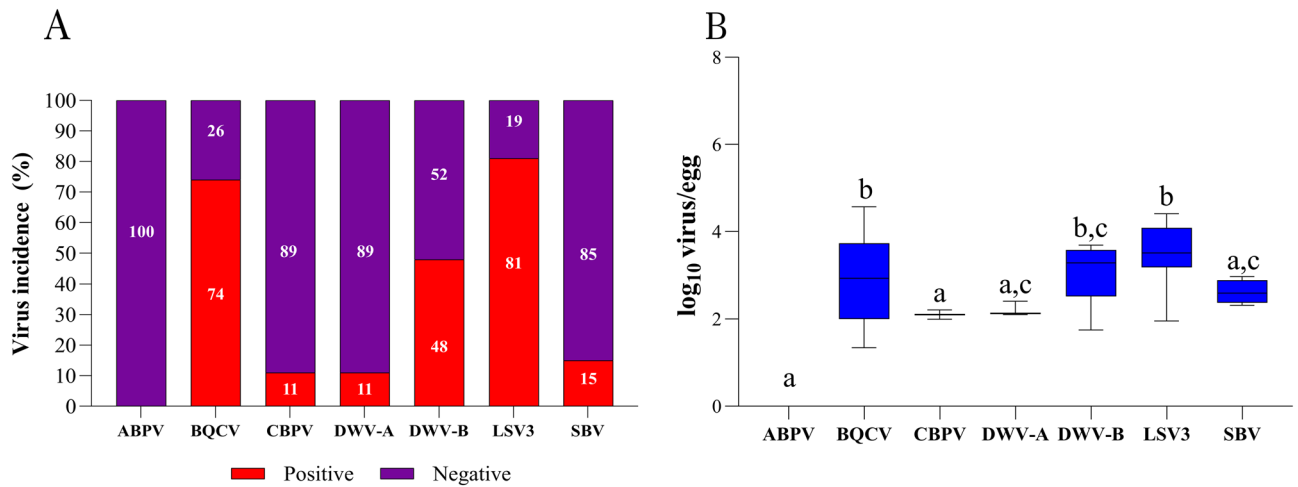 A
Virus incidence (%)
100
90
80
70
60
50
40
30
20
10
0
100
26
74
89
11
89
11
52
48
19
81
85
15
ABPV BQCV CBPV DWV-A DWV-B LSV3 SBV
Positive Negative
B
log10 virus/egg
8
6
4
2
0
a
b
a
a,c
b,c
b
a,c
ABPV BQCV CBPV DWV-A DWV-B LSV3 SBV